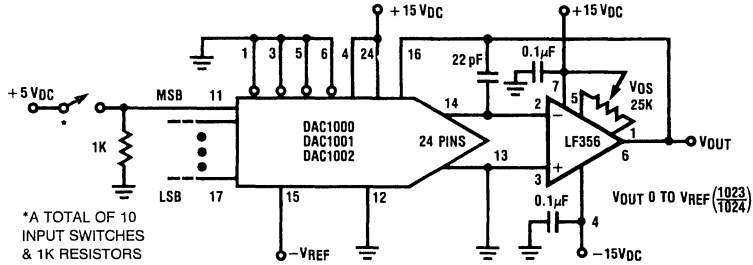 +15 VDC
+15 VDC
1 3 5 6 4 24 16
22 pF
0.1µF
VOS
25K
7
5
+5 VDC
*
MSB 11
14
2
−
DAC1000
DAC1001
DAC1002
24 PINS
LF356
1
VOUT
6
1K
13
+
3
LSB 17
15
12
0.1µF
4
VOUT 0 TO VREF(1023/1024)
*A TOTAL OF 10
INPUT SWITCHES
& 1K RESISTORS
−VREF
−15VDC